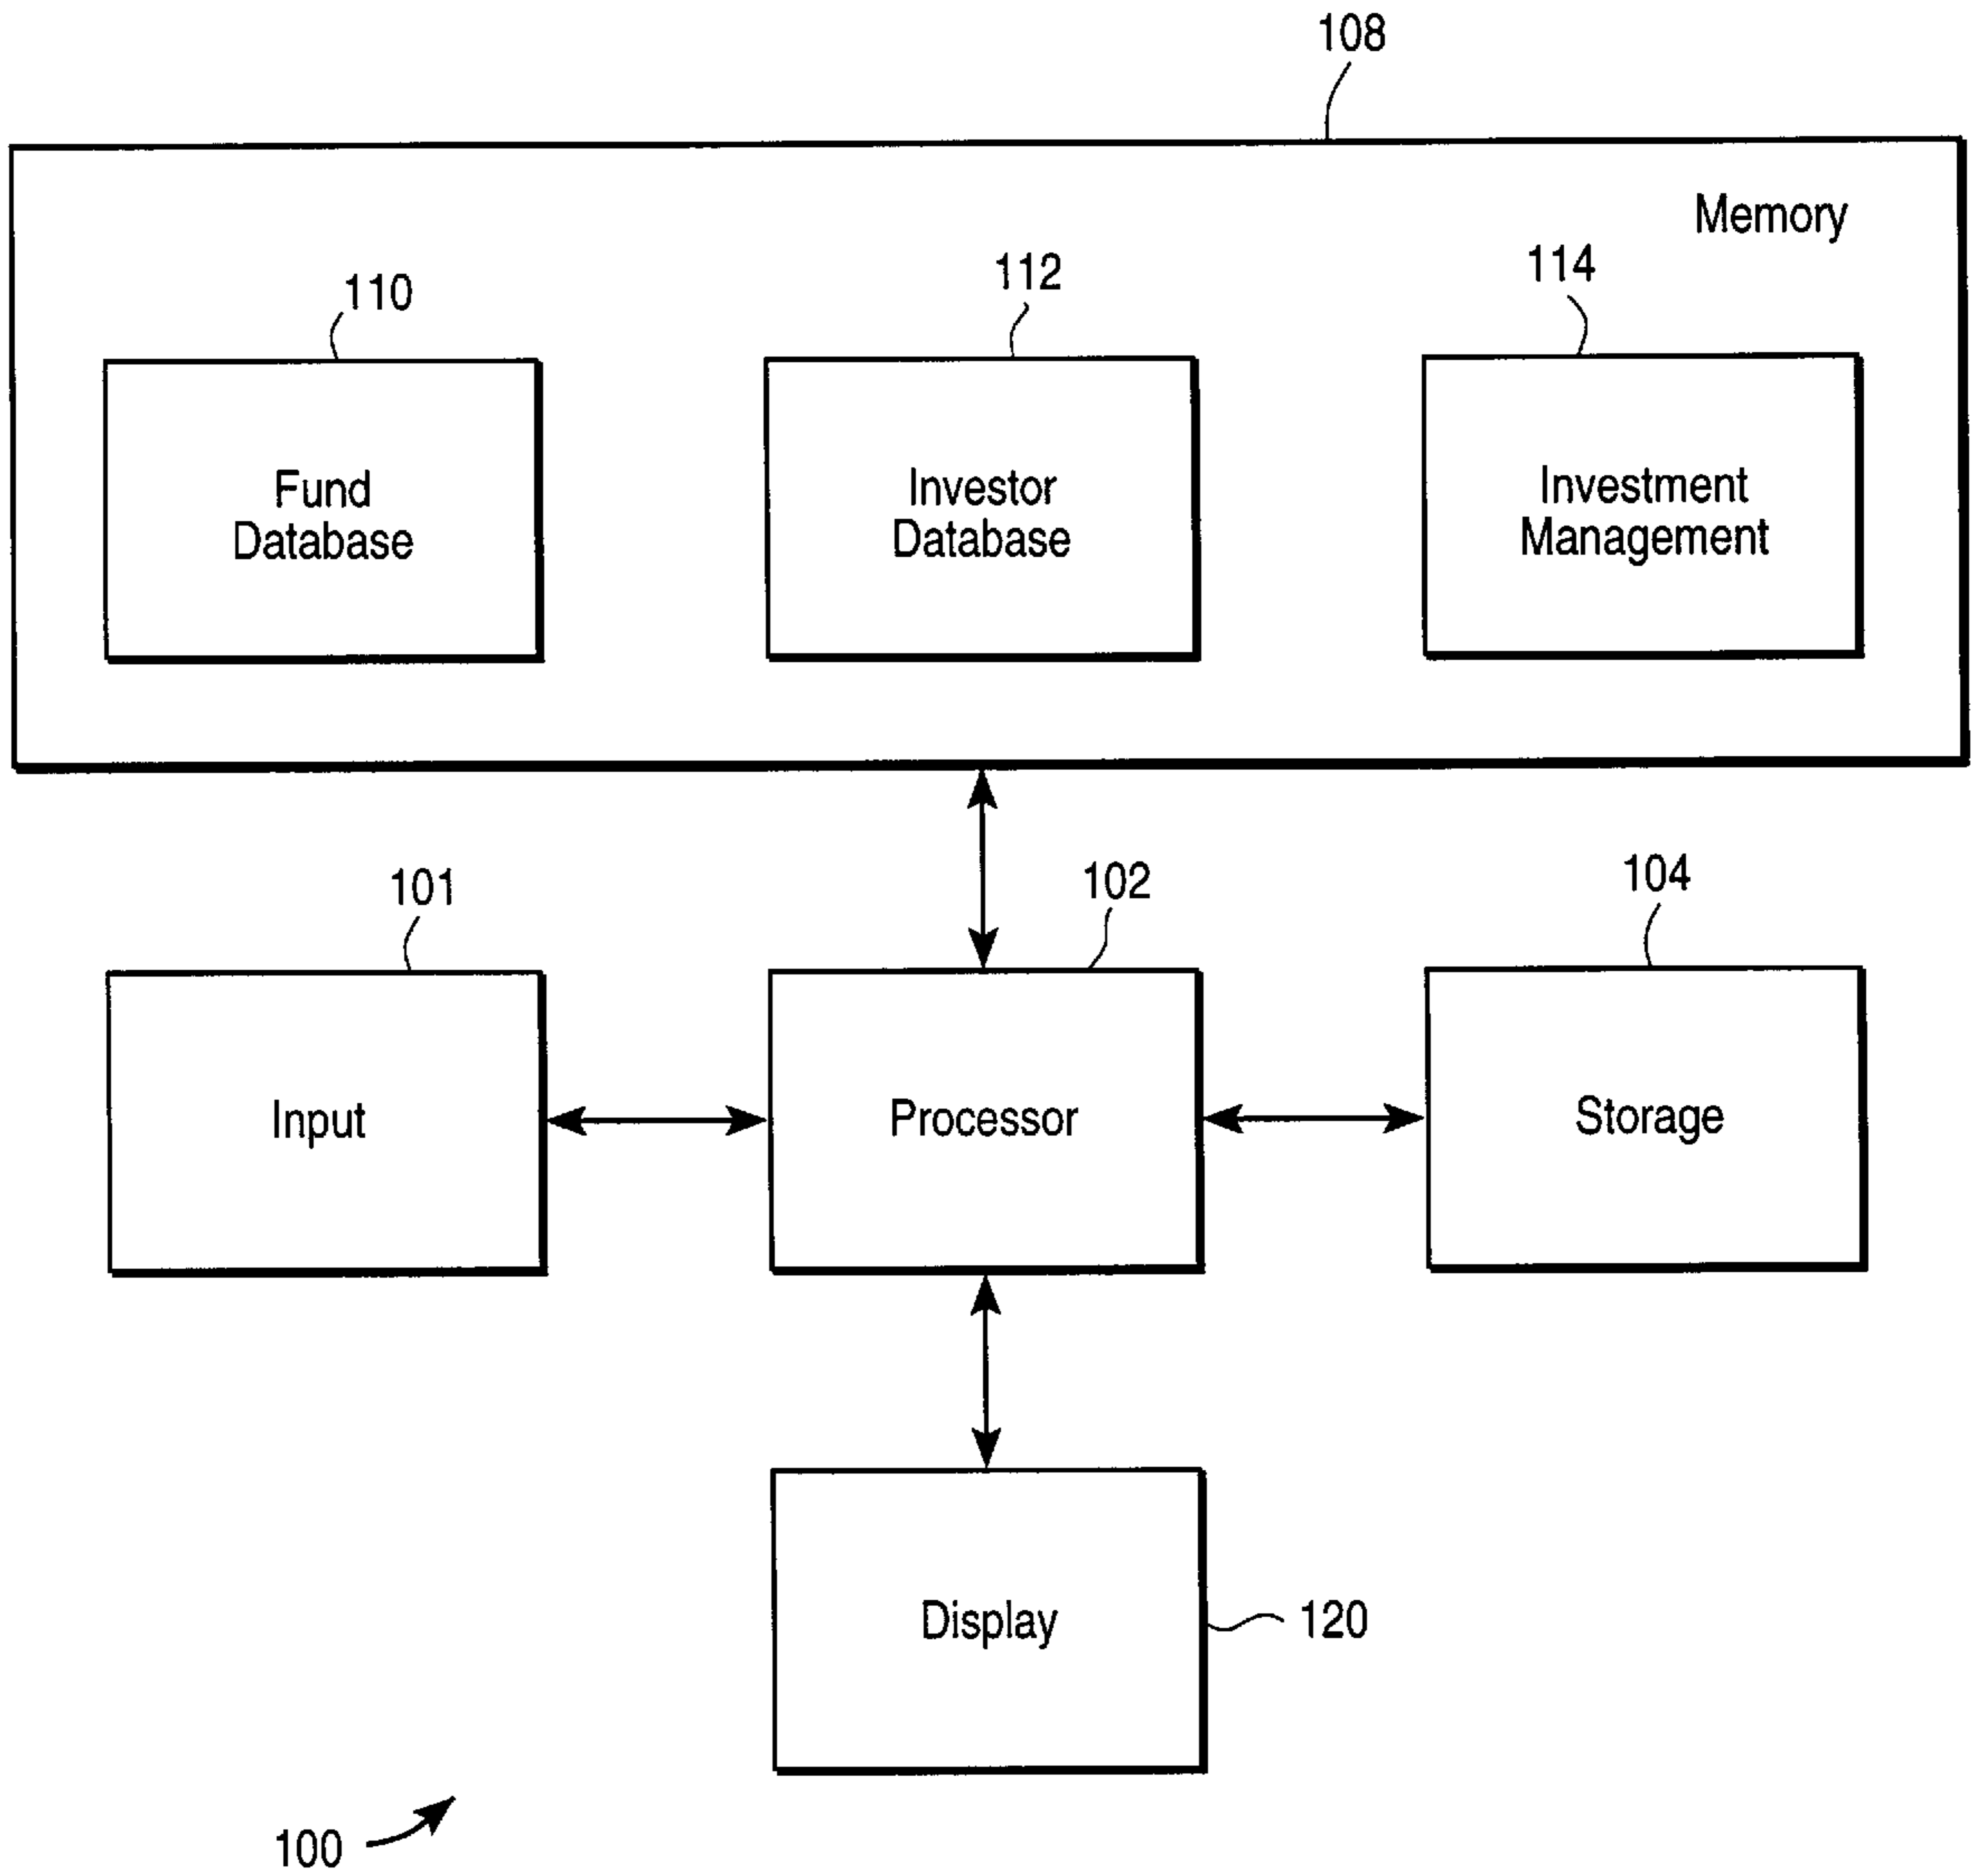 108
Memory
110
112
114
Fund
Database
Investor
Database
Investment
Management
101
102
104
Input
Processor
Storage
Display
120
100